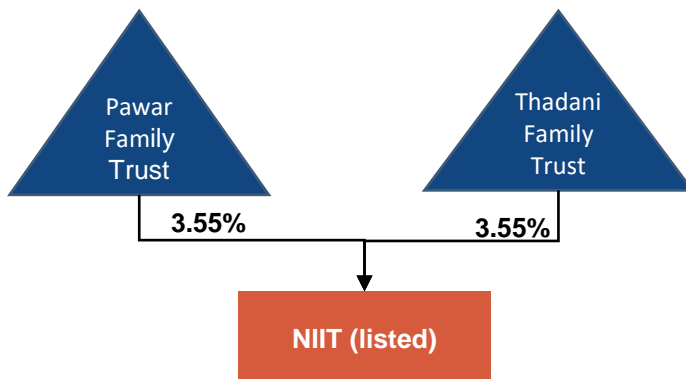 Pawar
Family
Trust
Thadani
Family
Trust
3.55%
3.55%
NIIT (listed)